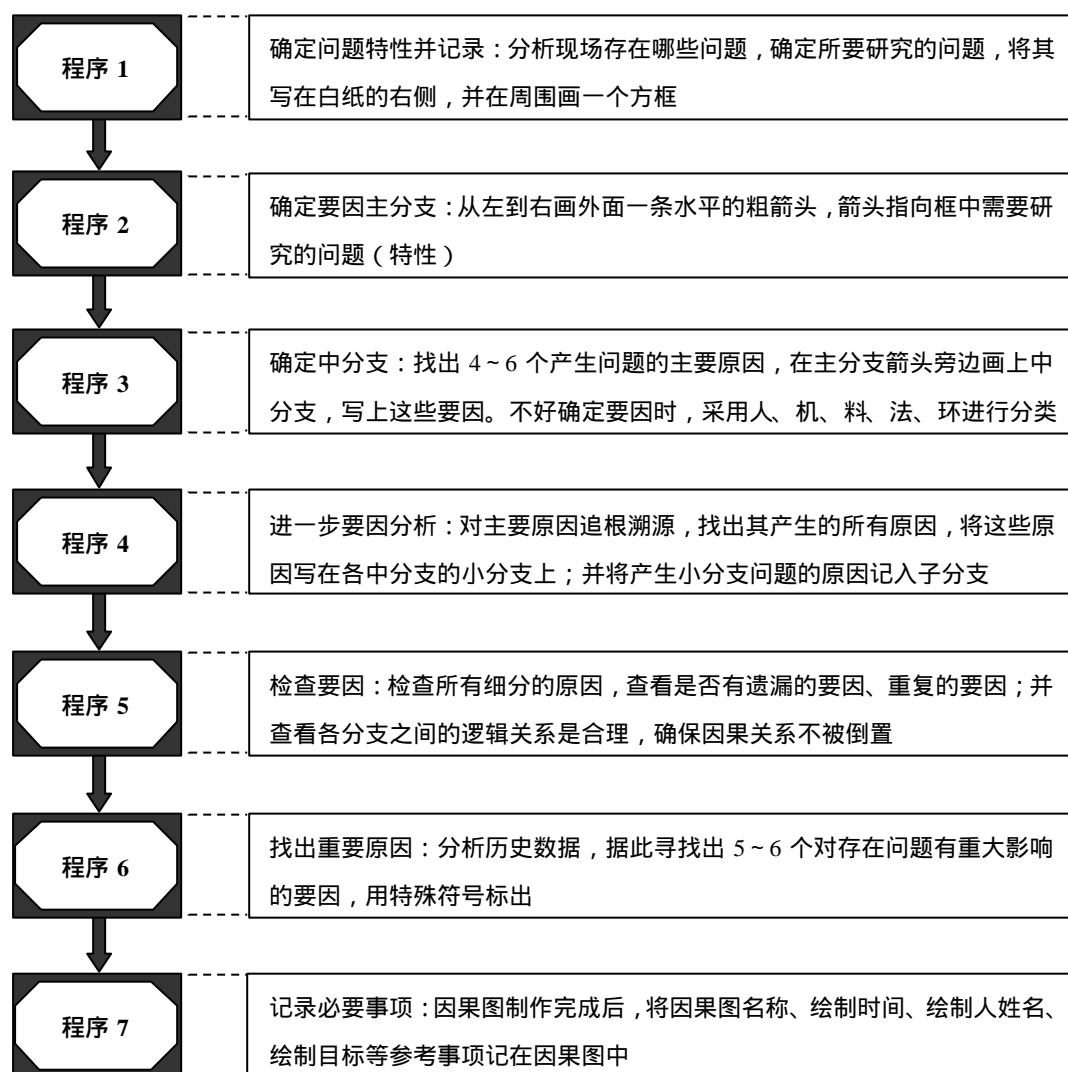 程序 1
确定问题特性并记录：分析现场存在哪些问题，确定所要研究的问题，将其
写在白纸的右侧，并在周围画一个方框
程序 2
确定要因主分支：从左到右画外面一条水平的粗箭头，箭头指向框中需要研
究的问题（特性）
程序 3
确定中分支：找出 4~6 个产生问题的主要原因，在主分支箭头旁边画上中
分支，写上这些要因。不好确定要因时，采用人、机、料、法、环进行分类
程序 4
进一步要因分析：对主要原因追根溯源，找出其产生的所有原因，将这些原
因写在各中分支的小分支上；并将产生小分支问题的原因记入子分支
程序 5
检查要因：检查所有细分的原因，查看是否有遗漏的要因、重复的要因；并
查看各分支之间的逻辑关系是合理，确保因果关系不被倒置
程序 6
找出重要原因：分析历史数据，据此寻找出 5~6 个对存在问题有重大影响
的要因，用特殊符号标出
程序 7
记录必要事项：因果图制作完成后，将因果图名称、绘制时间、绘制人姓名、
绘制目标等参考事项记在因果图中